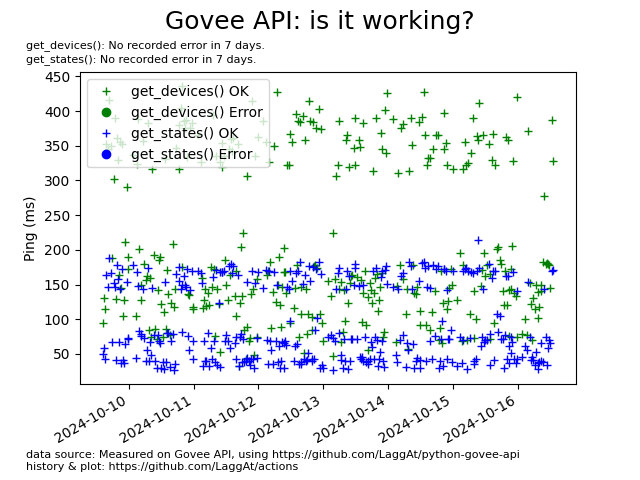 Govee API: is it working?
get_devices(): No recorded error in 7 days.
get_states(): No recorded error in 7 days.
450
400
350
300
250
200
150
100
50
Ping (ms)
get_devices() OK
get_devices() Error
get_states() OK
get_states() Error
2024-10-10
2024-10-11
2024-10-12
2024-10-13
2024-10-14
2024-10-15
2024-10-16
data source: Measured on Govee API, using https://github.com/LaggAt/python-govee-api
history & plot: https://github.com/LaggAt/actions